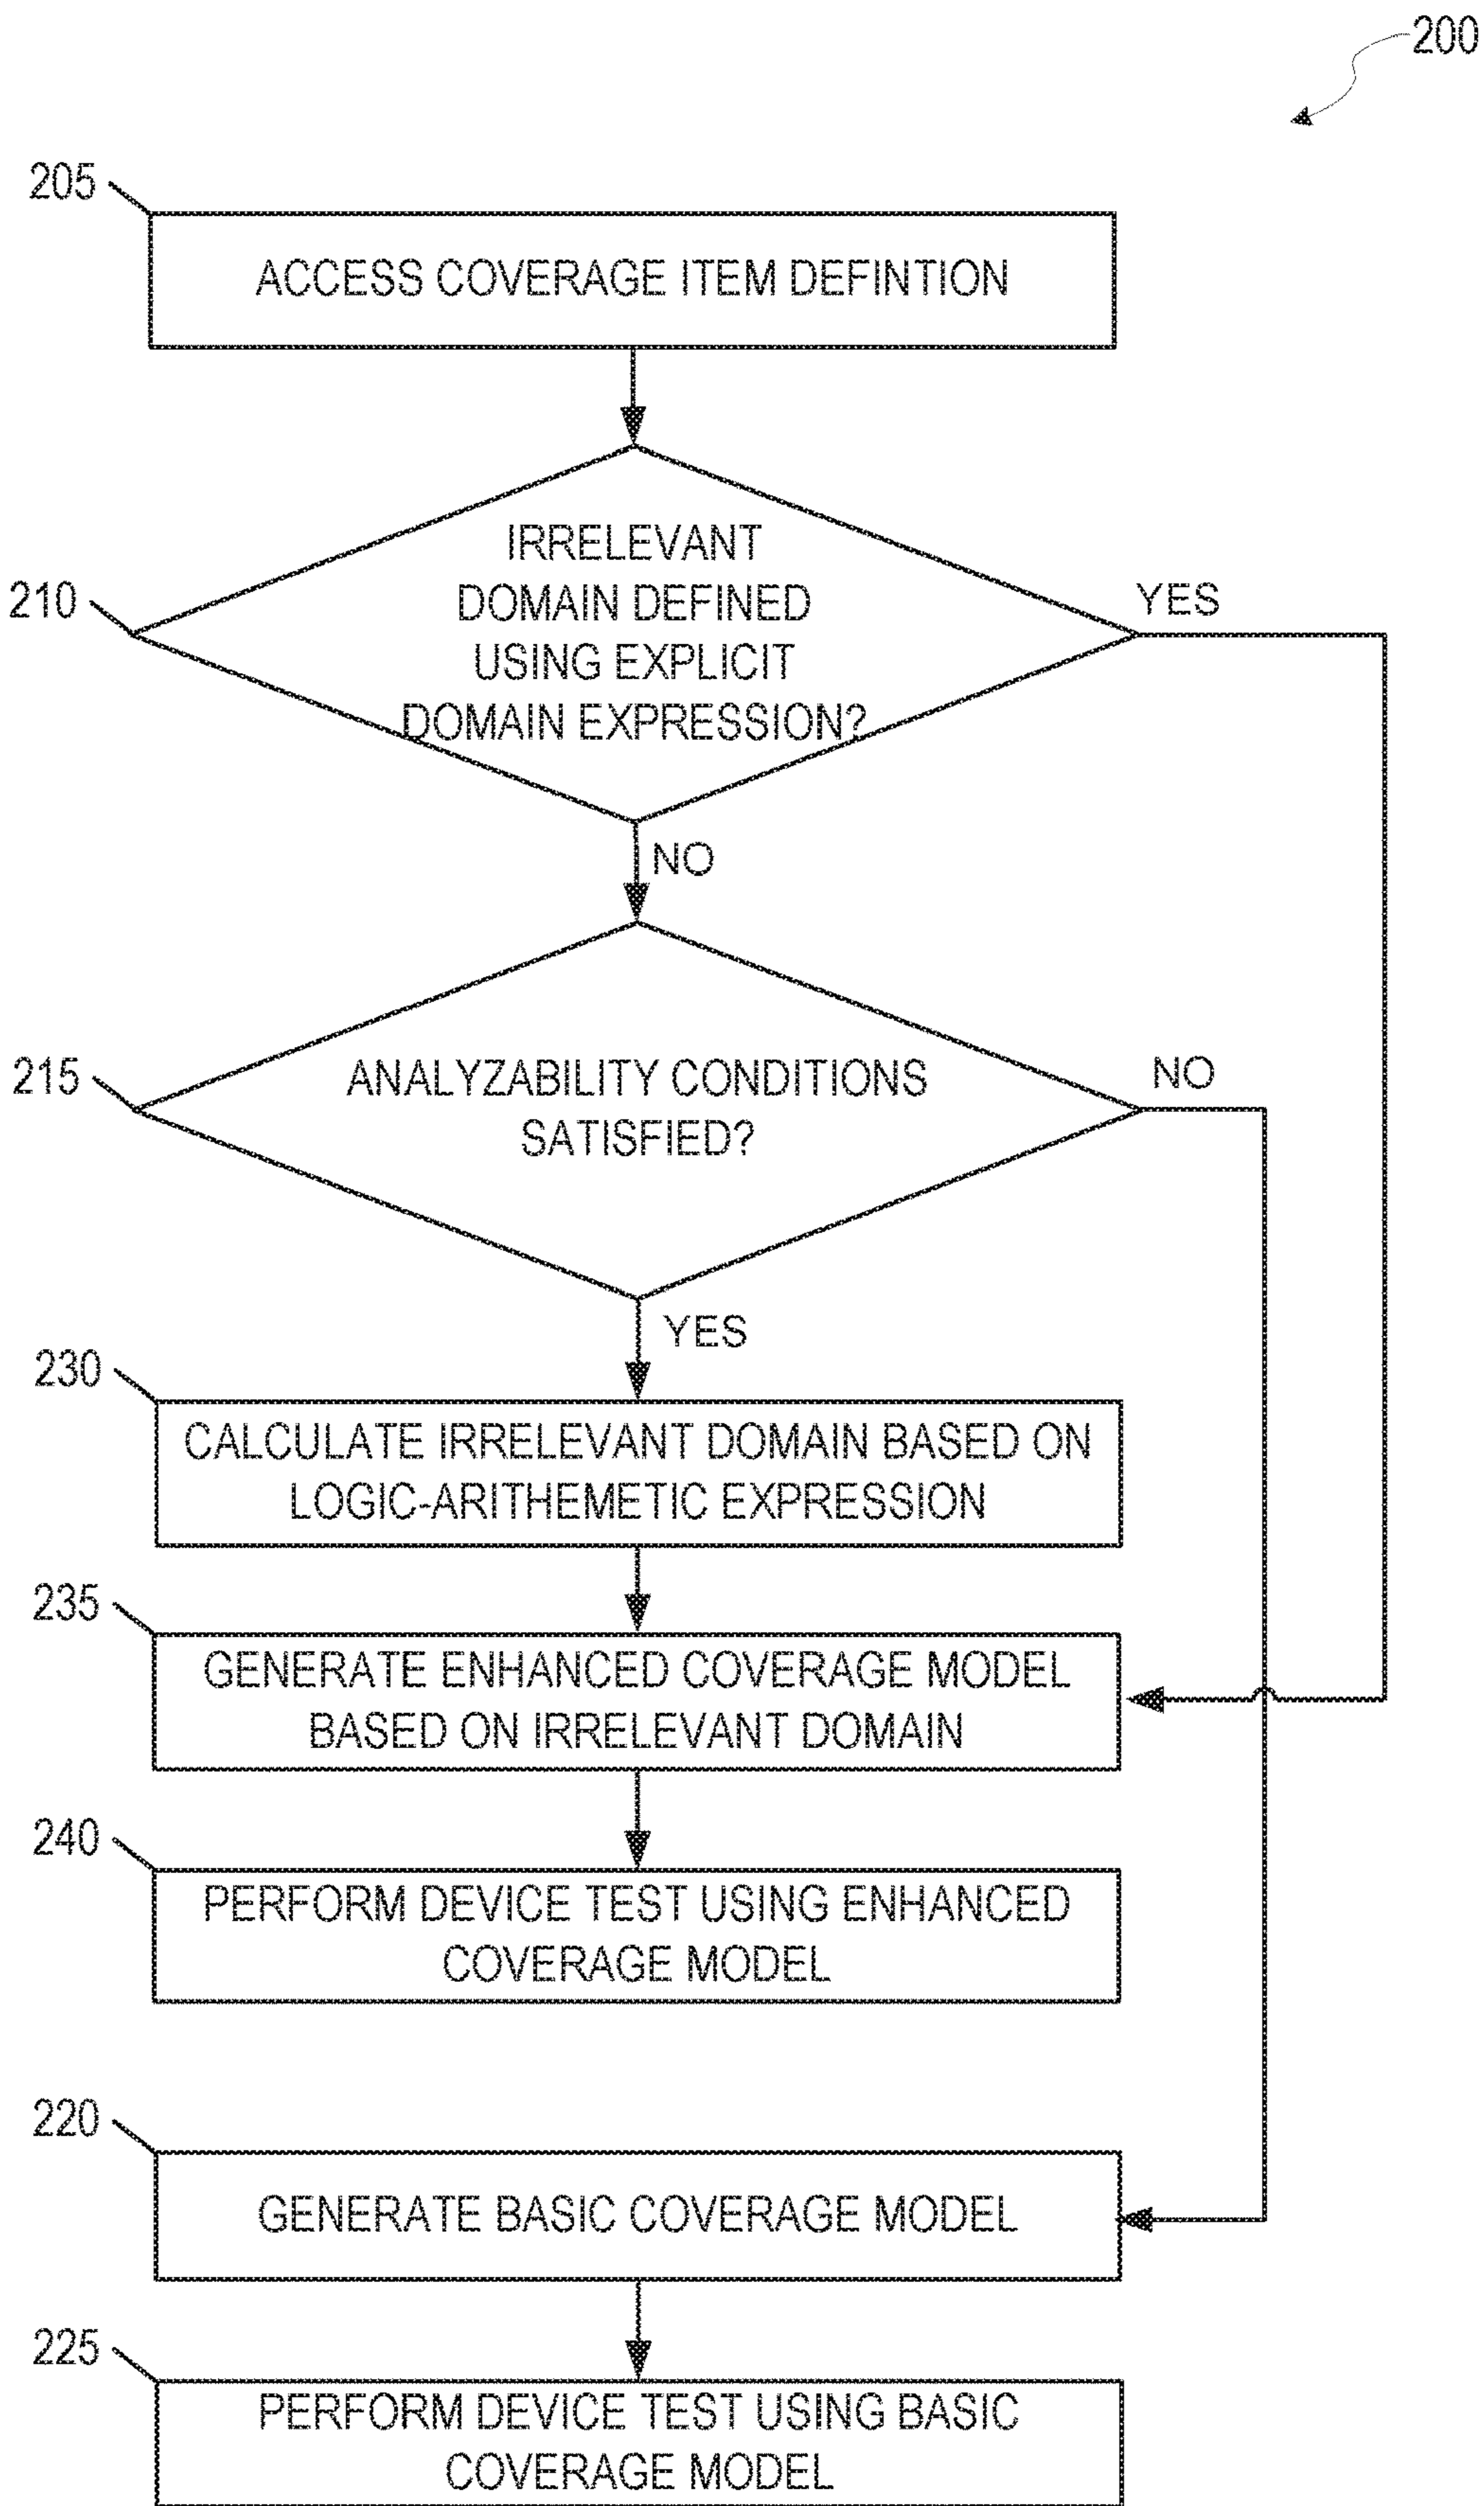 200
205
ACCESS COVERAGE ITEM DEFINTION
210
IRRELEVANT
DOMAIN DEFINED
USING EXPLICIT
DOMAIN EXPRESSION?
YES
NO
215
ANALYZABILITY CONDITIONS
SATISFIED?
NO
YES
230
CALCULATE IRRELEVANT DOMAIN BASED ON
LOGIC-ARITHEMETIC EXPRESSION
235
GENERATE ENHANCED COVERAGE MODEL
BASED ON IRRELEVANT DOMAIN
240
PERFORM DEVICE TEST USING ENHANCED
COVERAGE MODEL
220
GENERATE BASIC COVERAGE MODEL
225
PERFORM DEVICE TEST USING BASIC
COVERAGE MODEL